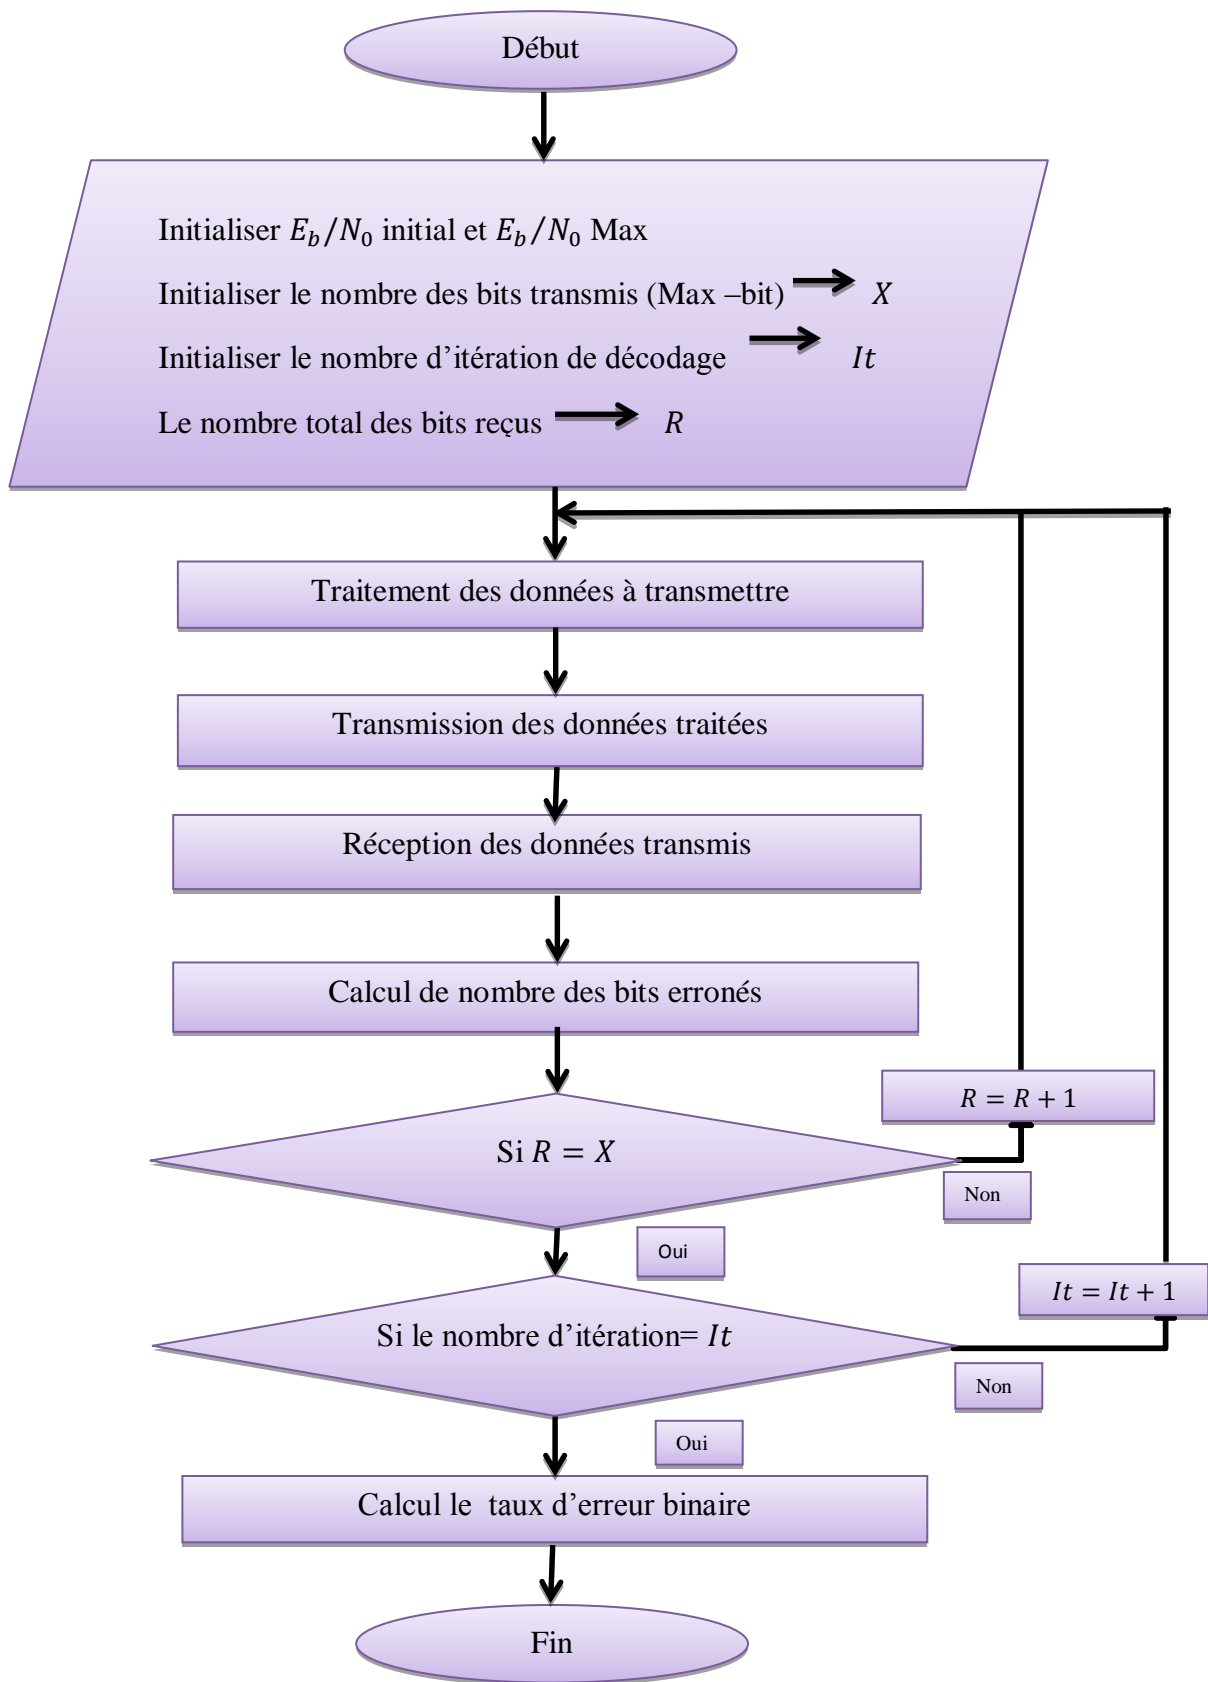 Début
Initialiser E_b/N_0 initial et E_b/N_0 Max
Initialiser le nombre des bits transmis (Max –bit) X
Initialiser le nombre d’itération de décodage It
Le nombre total des bits reçus R
Traitement des données à transmettre
Transmission des données traitées
Réception des données transmis
Calcul de nombre des bits erronés
R = R + 1
Si R = X
Non
Oui
It = It + 1
Si le nombre d’itération= It
Non
Oui
Calcul le taux d’erreur binaire
Fin